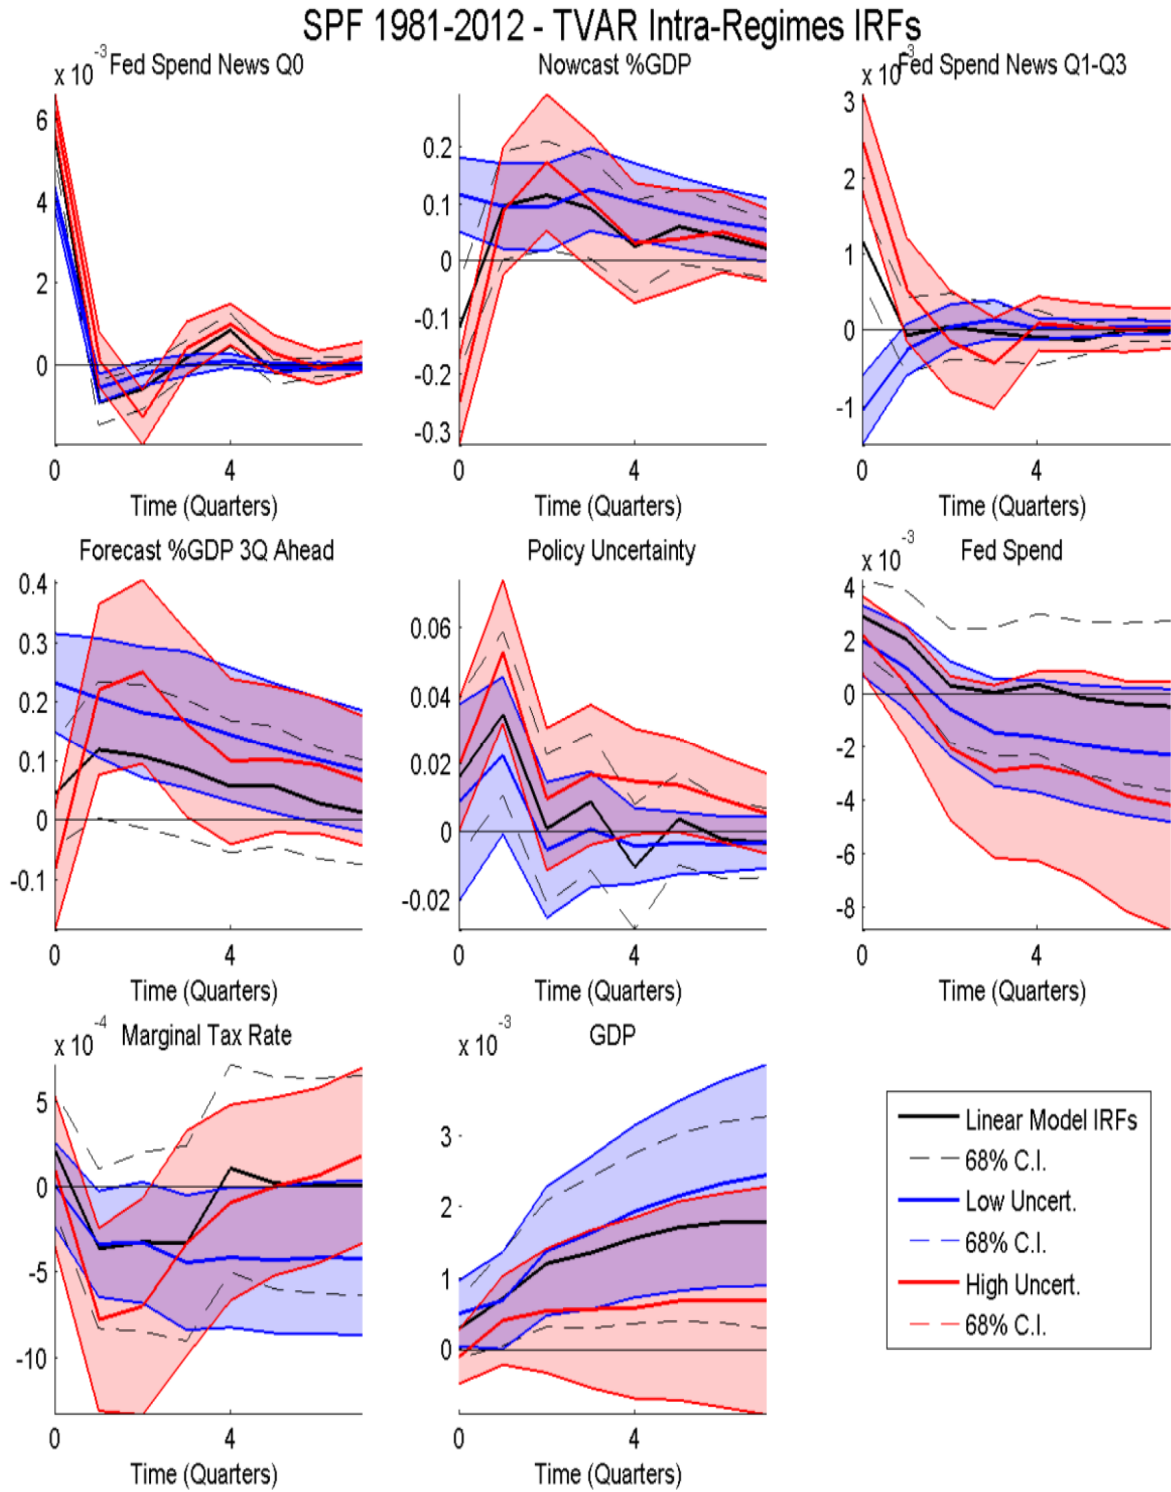 SPF 1981-2012 - TVAR Intra-Regimes IRFs
x 10^-3 Fed Spend News Q0
Nowcast %GDP
x 10^-3 Fed Spend News Q1-Q3
6
4
2
0
0 4
Time (Quarters)
0.2
0.1
0
-0.1
-0.2
-0.3
0 4
Time (Quarters)
3
2
1
0
-1
0 4
Time (Quarters)
Forecast %GDP 3Q Ahead
Policy Uncertainty
x 10^-3 Fed Spend
0.4
0.3
0.2
0.1
0
-0.1
0 4
Time (Quarters)
0.06
0.04
0.02
0
-0.02
0 4
Time (Quarters)
4
2
0
-2
-4
-6
-8
0 4
Time (Quarters)
x 10^-4 Marginal Tax Rate
x 10^-3 GDP
5
0
-5
-10
0 4
Time (Quarters)
3
2
1
0
0 4
Time (Quarters)
Linear Model IRFs
68% C.I.
Low Uncert.
68% C.I.
High Uncert.
68% C.I.